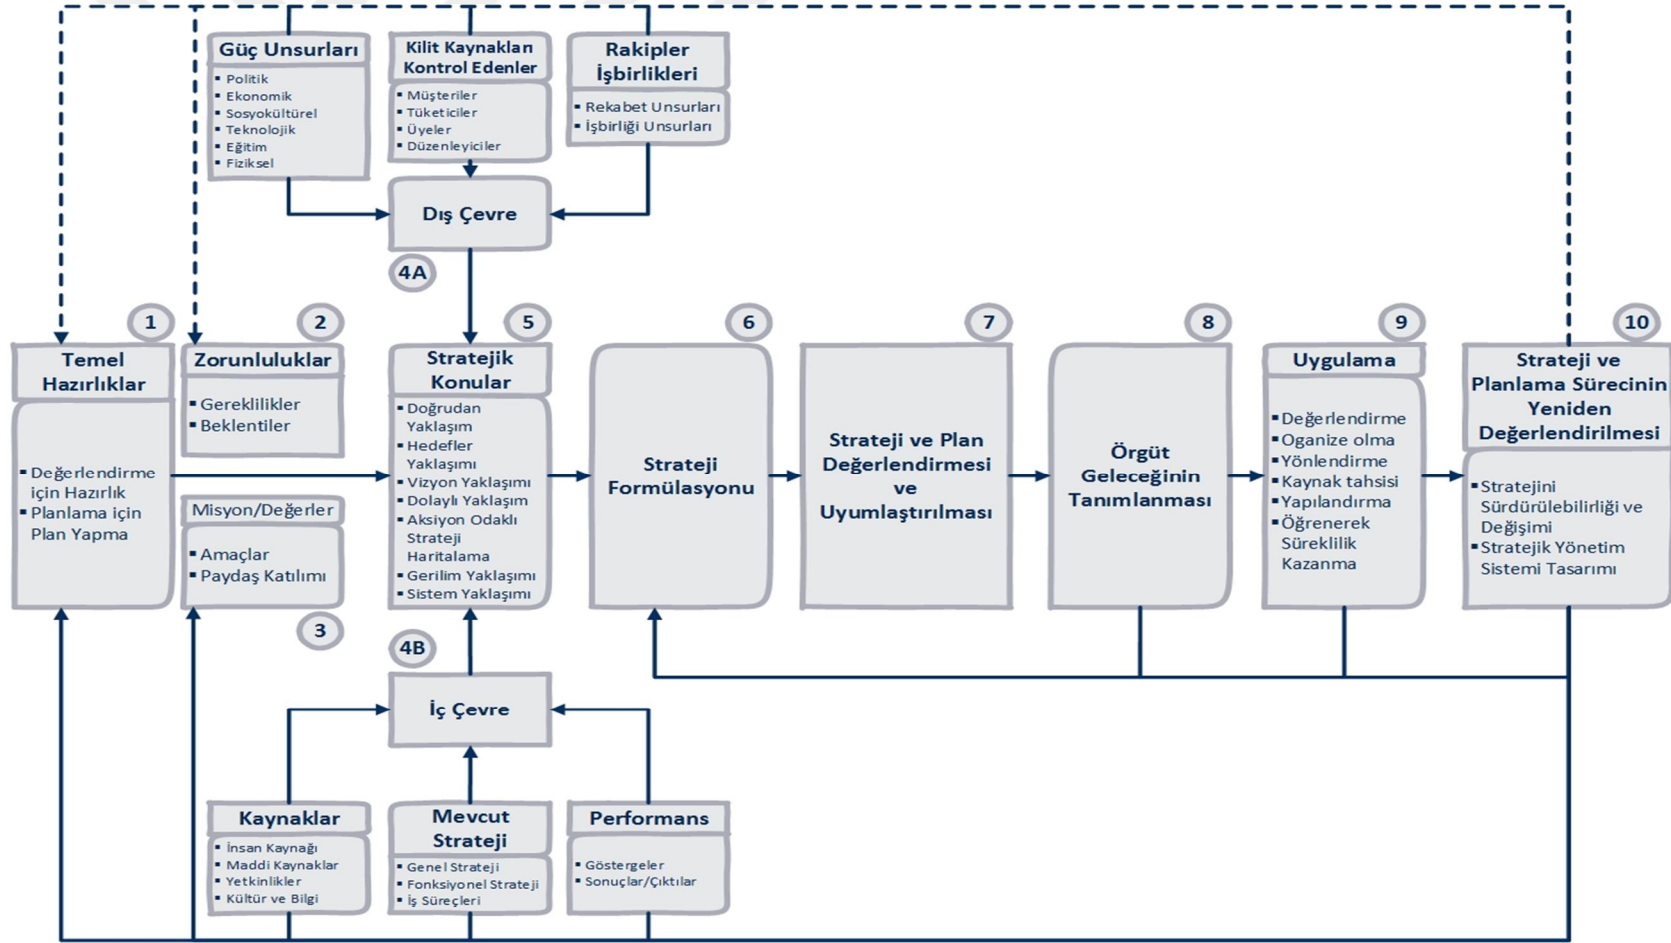 Güç Unsurları
▪ Politik
▪ Ekonomik
▪ Sosyokültürel
▪ Teknolojik
▪ Eğitim
▪ Fiziksel
Kilit Kaynakları
Kontrol Edenler
▪ Müşteriler
▪ Tüketiciler
▪ Üyeler
▪ Düzenleyiciler
Rakipler
İşbirlikleri
▪ Rekabet Unsurları
▪ İşbirliği Unsurları
Dış Çevre
4A
1
Temel
Hazırlıklar
▪ Değerlendirme
için Hazırlık
▪ Planlama için
Plan Yapma
2
Zorunluluklar
▪ Gereklilikler
▪ Beklentiler
Misyon/Değerler
▪ Amaçlar
▪ Paydaş Katılımı
3
5
Stratejik
Konular
▪ Doğrudan
Yaklaşım
▪ Hedefler
Yaklaşımı
▪ Vizyon Yaklaşımı
▪ Dolaylı Yaklaşım
▪ Aksiyon Odaklı
Strateji
Haritalama
▪ Gerilim Yaklaşımı
▪ Sistem Yaklaşımı
6
Strateji
Formülasyonu
7
Strateji ve Plan
Değerlendirmesi
ve
Uyumlaştırılması
8
Örgüt
Geleceğinin
Tanımlanması
9
Uygulama
▪ Değerlendirme
▪ Oganize olma
▪ Yönlendirme
▪ Kaynak tahsisi
▪ Yapılandırma
▪ Öğrenerek
Süreklilik
Kazanma
10
Strateji ve
Planlama Sürecinin
Yeniden
Değerlendirilmesi
▪ Stratejini
Sürdürülebilirliği ve
Değişimi
▪ Stratejik Yönetim
Sistemi Tasarımı
4B
İç Çevre
Kaynaklar
▪ İnsan Kaynağı
▪ Maddi Kaynaklar
▪ Yetkinlikler
▪ Kültür ve Bilgi
Mevcut
Strateji
▪ Genel Strateji
▪ Fonksiyonel Strateji
▪ İş Süreçleri
Performans
▪ Göstergeler
▪ Sonuçlar/Çıktılar